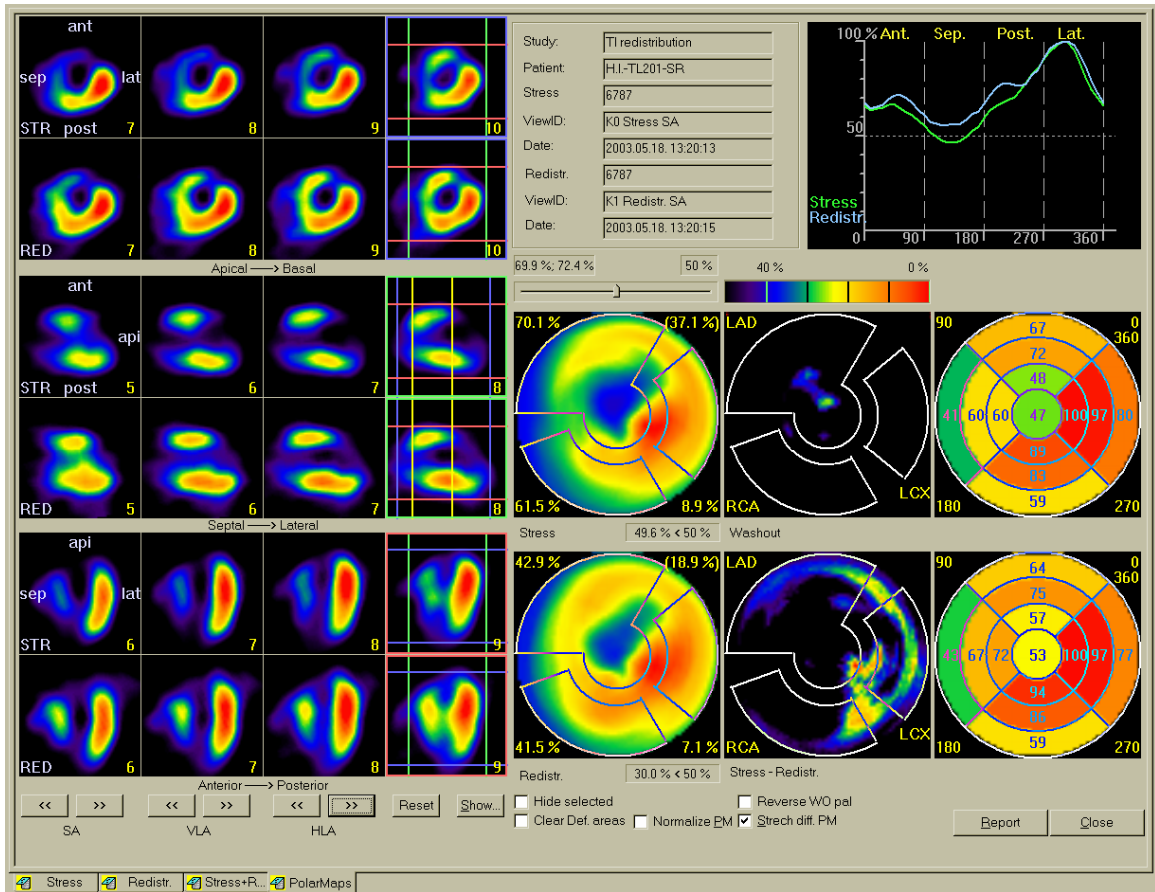 ant
sep
lat
STR
post
7
8
9
10
RED
7
8
9
10
Apical ----> Basal
ant
api
STR
post
5
6
7
8
RED
5
6
7
8
Septal ----> Lateral
api
sep
lat
STR
6
7
8
9
RED
6
7
8
9
Anterior ----> Posterior
<<
>>
<<
>>
<<
>>
Reset
Show...
SA
VLA
HLA
Study:
Tl redistribution
Patient:
H.I.-TL201-SR
Stress
6787
ViewID:
K0 Stress SA
Date:
2003.05.18. 13:20:13
Redistr.
6787
ViewID:
K1 Redistr. SA
Date:
2003.05.18. 13:20:15
100 %
Ant.
Sep.
Post.
Lat.
50
Stress
Redistr.
0
90
180
270
360
69.9 %; 72.4 %
50 %
40 %
0 %
70.1 %
(37.1 %)
61.5 %
8.9 %
LAD
RCA
LCX
90
0
360
67
72
48
41
60
60
47
100
97
80
89
83
59
180
270
Stress
49.6 % < 50 %
Washout
42.9 %
(18.9 %)
41.5 %
7.1 %
LAD
RCA
LCX
90
0
360
64
75
57
43
67
72
53
100
97
77
94
86
59
180
270
Redistr.
30.0 % < 50 %
Stress - Redistr.
Hide selected
Reverse WO pal
Clear Def. areas
Normalize PM
Strech diff. PM
Report
Close
Stress
Redistr.
Stress+R...
PolarMaps